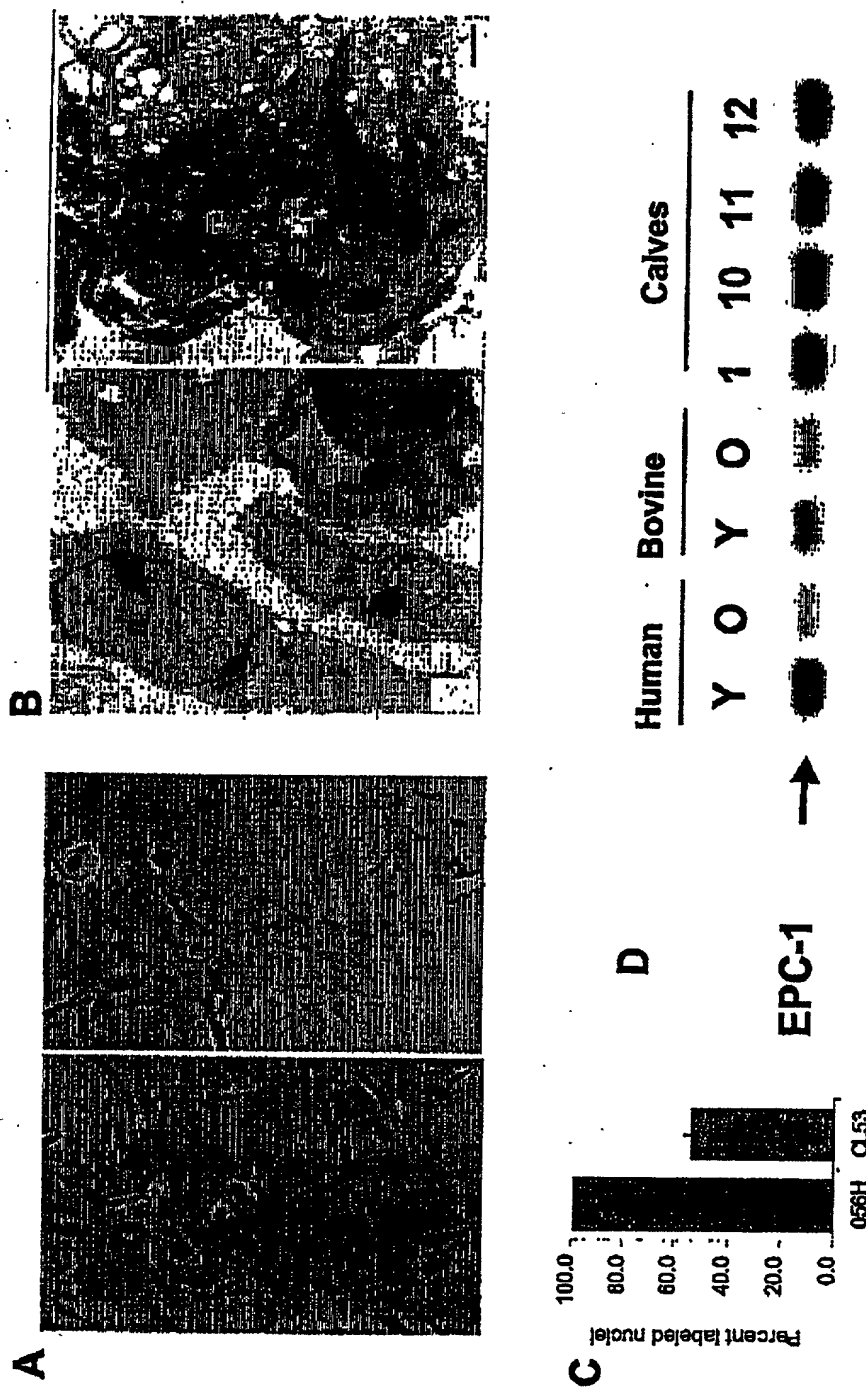 A
B
C
Percent labeled nuclei
100.0
80.0
60.0
40.0
20.0
0.0
056H CL53
D
Human Bovine Calves
Y O Y O 1 10 11 12
EPC-1